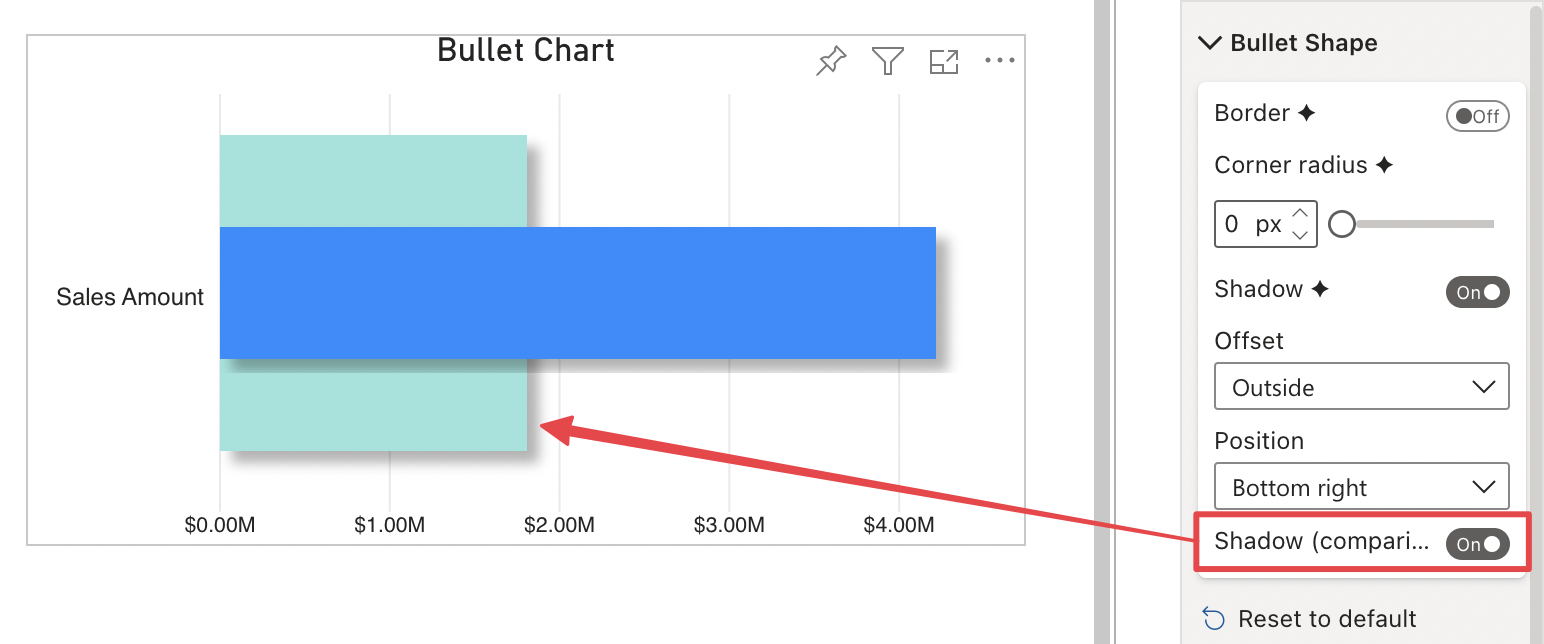 Bullet Chart
Sales Amount
$0.00M $1.00M $2.00M $3.00M $4.00M
Bullet Shape
Border
Off
Corner radius
0 px
Shadow
On
Offset
Outside
Position
Bottom right
Shadow (compari...
On
Reset to default